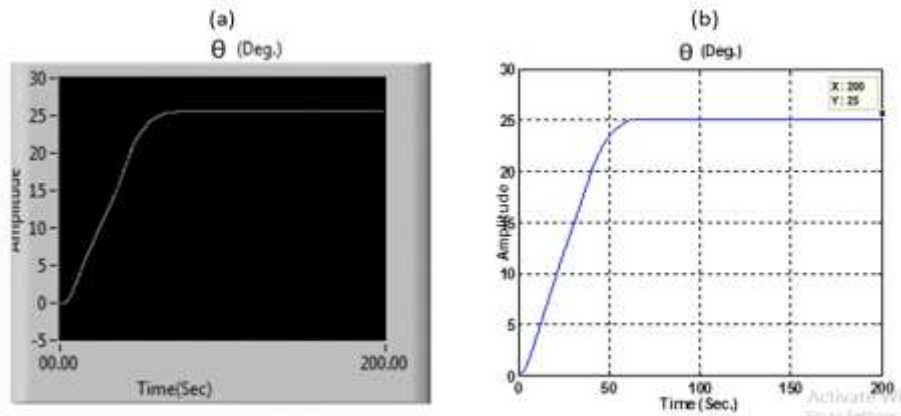 (a)
θ (Deg.)
30
25
20
15
10
5
0
-5
Amplitude
00.00
200.00
Time(Sec)
(b)
θ (Deg.)
30
25
20
15
10
5
0
Amplitude
X: 200
Y: 25
0
50
100
150
200
Time (Sec.)
Activate